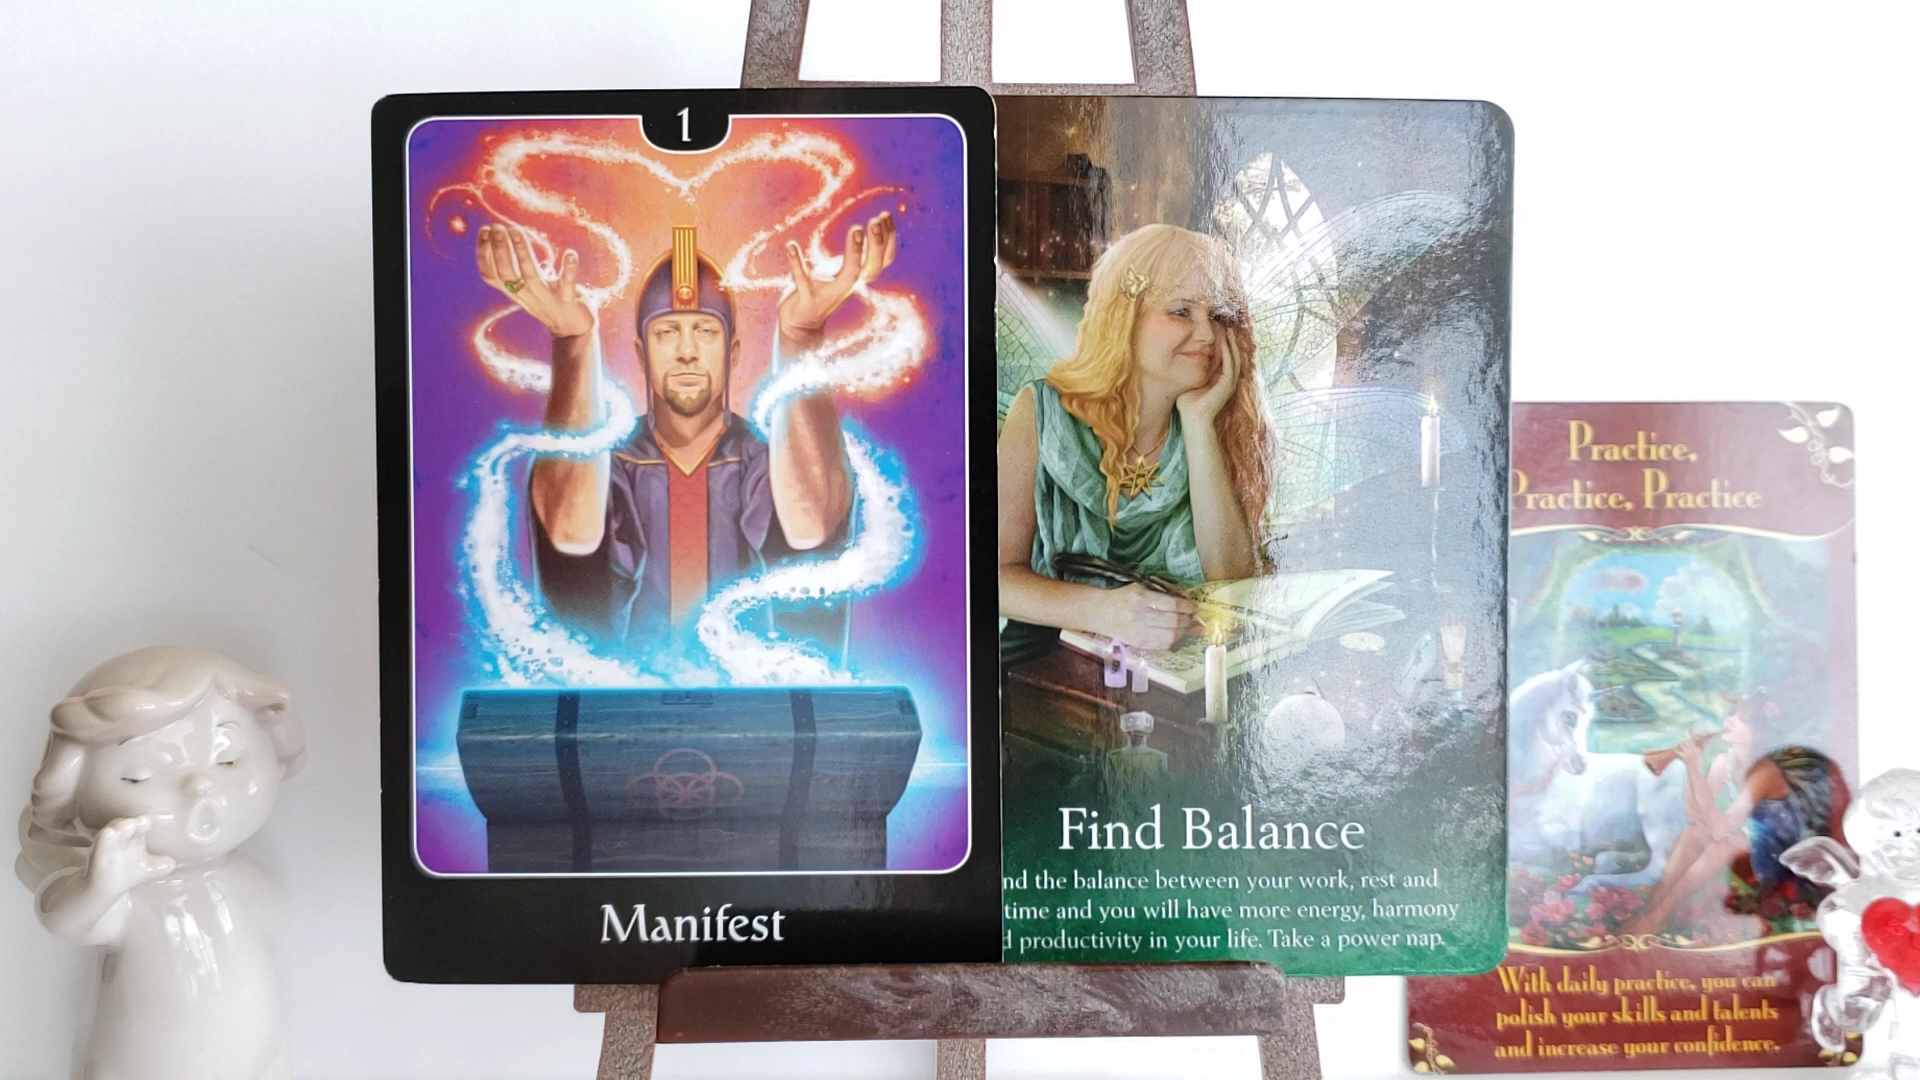 1
Manifest
Find Balance
nd the balance between your work, rest and
time and you will have more energy, harmony
d productivity in your life. Take a power nap.
Practice,
Practice, Practice
With daily practice, you can
polish your skills and talents
and increase your confidence.